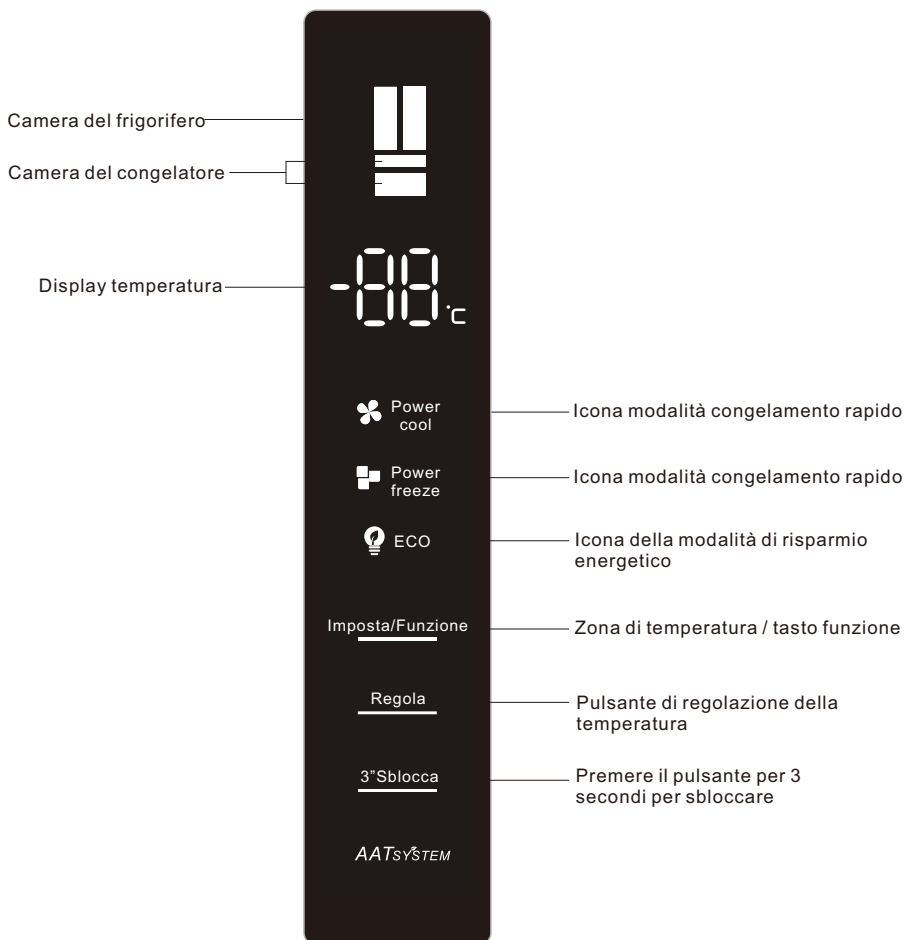 Camera del frigorifero
Camera del congelatore
Display temperatura
-88 °C
Power
cool
Icona modalità congelamento rapido
Power
freeze
Icona modalità congelamento rapido
ECO
Icona della modalità di risparmio
energetico
Imposta/Funzione
Zona di temperatura / tasto funzione
Regola
Pulsante di regolazione della
temperatura
3”Sblocca
Premere il pulsante per 3
secondi per sbloccare
AATSYSTEM